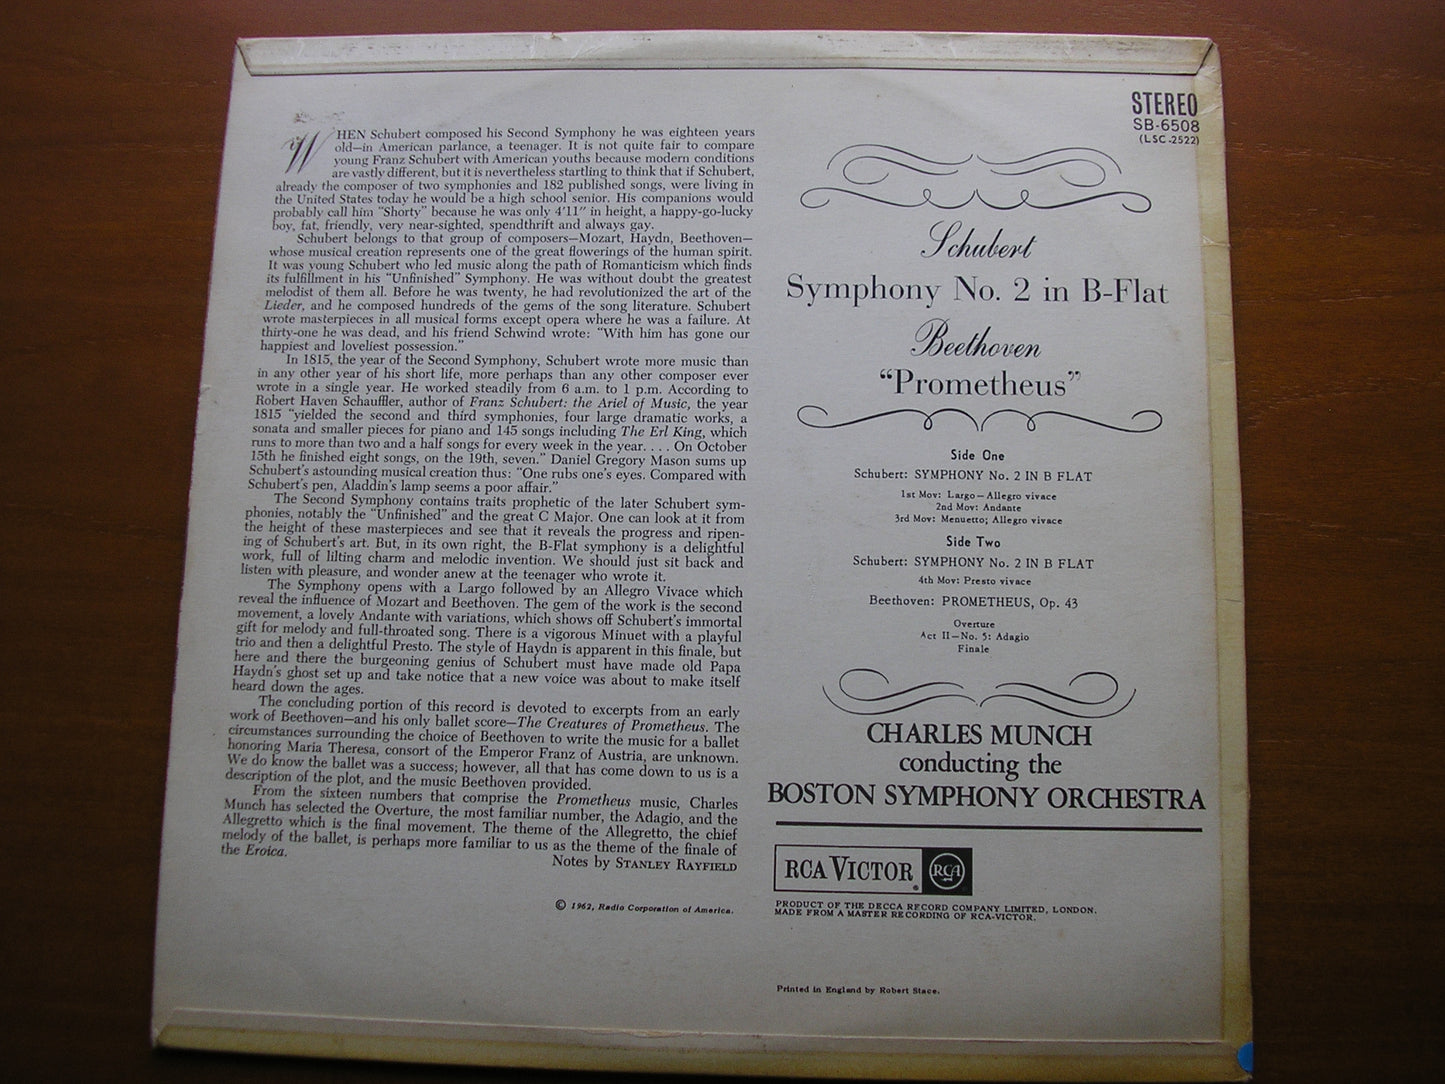 WHEN Schubert composed his Second Symphony he was eighteen years
old—in American parlance, a teenager. It is not quite fair to compare
young Franz Schubert with American youths because modern conditions
are vastly different, but it is nevertheless startling to think that if Schubert,
already the composer of two symphonies and 182 published songs, were living in
the United States today he would be a high school senior. His companions would
probably call him "Shorty" because he was only 4'11" in height, a happy-go-lucky
boy, fat, friendly, very near-sighted, spendthrift and always gay.
Schubert belongs to that group of composers—Mozart, Haydn, Beethoven—
whose musical creation represents one of the great flowerings of the human spirit.
It was young Schubert who led music along the path of Romanticism which finds
its fulfillment in his "Unfinished" Symphony. He was without doubt the greatest
melodist of them all. Before he was twenty, he had revolutionized the art of the
Lieder, and he composed hundreds of the gems of the song literature. Schubert
wrote masterpieces in all musical forms except opera where he was a failure. At
thirty-one he was dead, and his friend Schwind wrote: "With him has gone our
happiest and loveliest possession."
In 1815, the year of the Second Symphony, Schubert wrote more music than
in any other year of his short life, more perhaps than any other composer ever
wrote in a single year. He worked steadily from 6 a.m. to 1 p.m. According to
Robert Haven Schauffler, author of Franz Schubert: the Ariel of Music, the year
1815 "yielded the second and third symphonies, four large dramatic works, a
sonata and smaller pieces for piano and 145 songs including The Erl King, which
runs to more than two and a half songs for every week in the year. . . . On October
15th he finished eight songs, on the 19th, seven." Daniel Gregory Mason sums up
Schubert's astounding musical creation thus: "One rubs one's eyes. Compared with
Schubert's pen, Aladdin's lamp seems a poor affair."
The Second Symphony contains traits prophetic of the later Schubert sym-
phonies, notably the "Unfinished" and the great C Major. One can look at it from
the height of these masterpieces and see that it reveals the progress and ripen-
ing of Schubert's art. But, in its own right, the B-Flat symphony is a delightful
work, full of lilting charm and melodic invention. We should just sit back and
listen with pleasure, and wonder anew at the teenager who wrote it.
The Symphony opens with a Largo followed by an Allegro Vivace which
reveal the influence of Mozart and Beethoven. The gem of the work is the second
movement, a lovely Andante with variations, which shows off Schubert's immortal
gift for melody and full-throated song. There is a vigorous Minuet with a playful
trio and then a delightful Presto. The style of Haydn is apparent in this finale, but
here and there the burgeoning genius of Schubert must have made old Papa
Haydn's ghost set up and take notice that a new voice was about to make itself
heard down the ages.
The concluding portion of this record is devoted to excerpts from an early
work of Beethoven—and his only ballet score—The Creatures of Prometheus. The
circumstances surrounding the choice of Beethoven to write the music for a ballet
honoring Maria Theresa, consort of the Emperor Franz of Austria, are unknown.
We do know the ballet was a success; however, all that has come down to us is a
description of the plot, and the music Beethoven provided.
From the sixteen numbers that comprise the Prometheus music, Charles
Munch has selected the Overture, the most familiar number, the Adagio, and the
Allegretto which is the final movement. The theme of the Allegretto, the chief
melody of the ballet, is perhaps more familiar to us as the theme of the finale of
the Eroica.
Notes by STANLEY RAYFIELD
© 1962, Radio Corporation of America.
STEREO
SB-6508
(LSC-2522)
Schubert
Symphony No. 2 in B-Flat
Beethoven
"Prometheus"
Side One
Schubert: SYMPHONY No. 2 IN B FLAT
1st Mov: Largo—Allegro vivace
2nd Mov: Andante
3rd Mov: Menuetto; Allegro vivace
Side Two
Schubert: SYMPHONY No. 2 IN B FLAT
4th Mov: Presto vivace
Beethoven: PROMETHEUS, Op. 43
Overture
Act II—No. 5: Adagio
Finale
CHARLES MUNCH
conducting the
BOSTON SYMPHONY ORCHESTRA
RCA VICTOR ® RCA
PRODUCT OF THE DECCA RECORD COMPANY LIMITED, LONDON.
MADE FROM A MASTER RECORDING OF RCA-VICTOR.
Printed in England by Robert Stace.